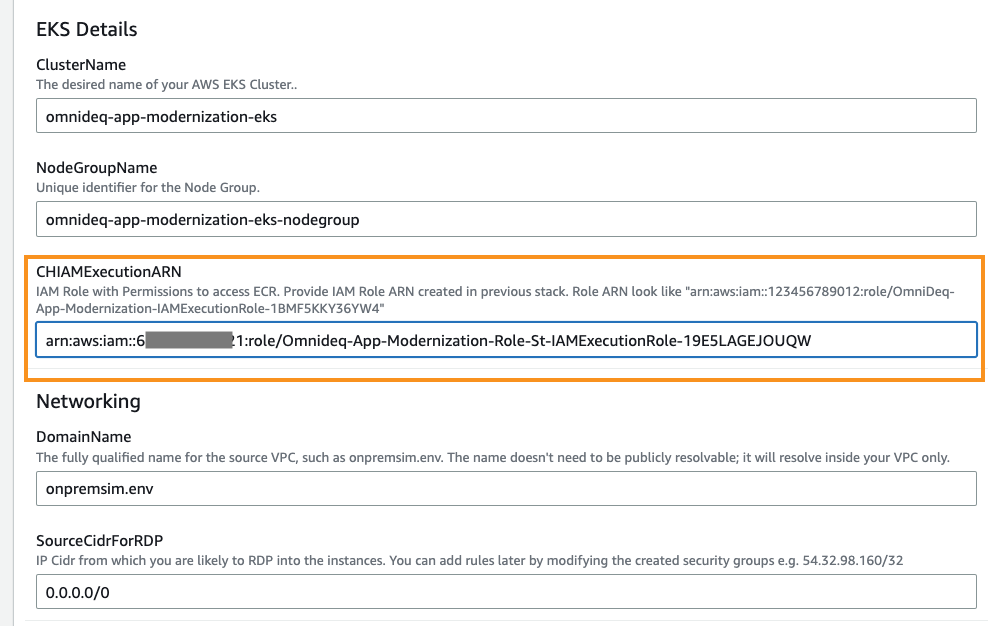 EKS Details
ClusterName
The desired name of your AWS EKS Cluster..
omnideq-app-modernization-eks
NodeGroupName
Unique identifier for the Node Group.
omnideq-app-modernization-eks-nodegroup
CHIAMExecutionARN
IAM Role with Permissions to access ECR. Provide IAM Role ARN created in previous stack. Role ARN look like "arn:aws:iam::123456789012:role/OmniDeq-
App-Modernization-IAMExecutionRole-1BMF5KKY36YW4"
arn:aws:iam::6 21:role/Omnideq-App-Modernization-Role-St-IAMExecutionRole-19E5LAGEJOUQW
Networking
DomainName
The fully qualified name for the source VPC, such as onpremsim.env. The name doesn't need to be publicly resolvable; it will resolve inside your VPC only.
onpremsim.env
SourceCidrForRDP
IP Cidr from which you are likely to RDP into the instances. You can add rules later by modifying the created security groups e.g. 54.32.98.160/32
0.0.0.0/0